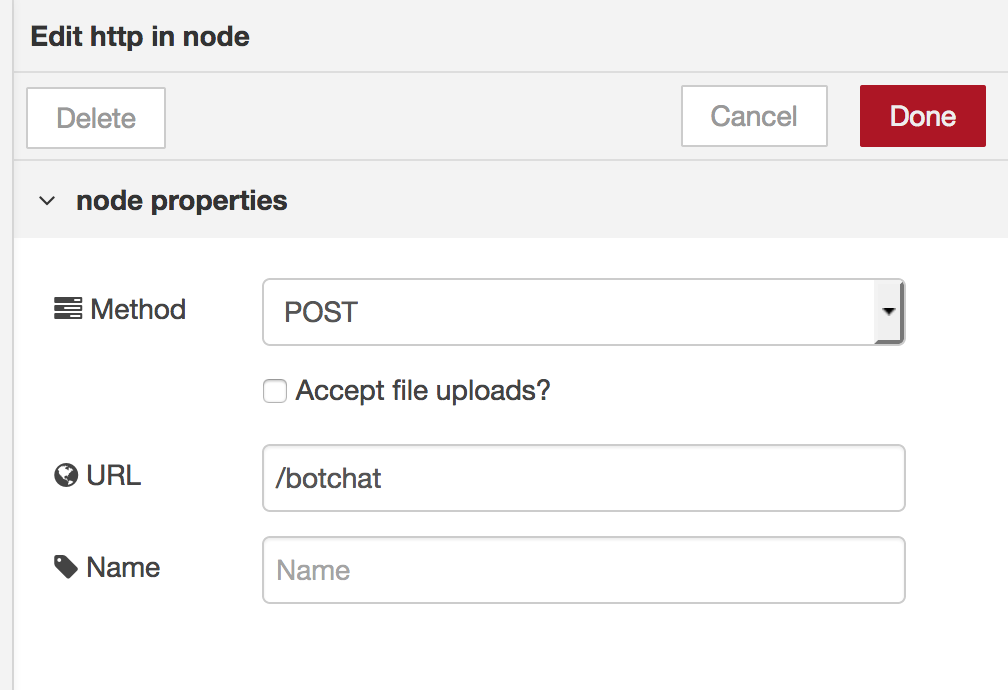 Edit http in node
Delete
Cancel
Done
node properties
Method
POST
Accept file uploads?
URL
/botchat
Name
Name